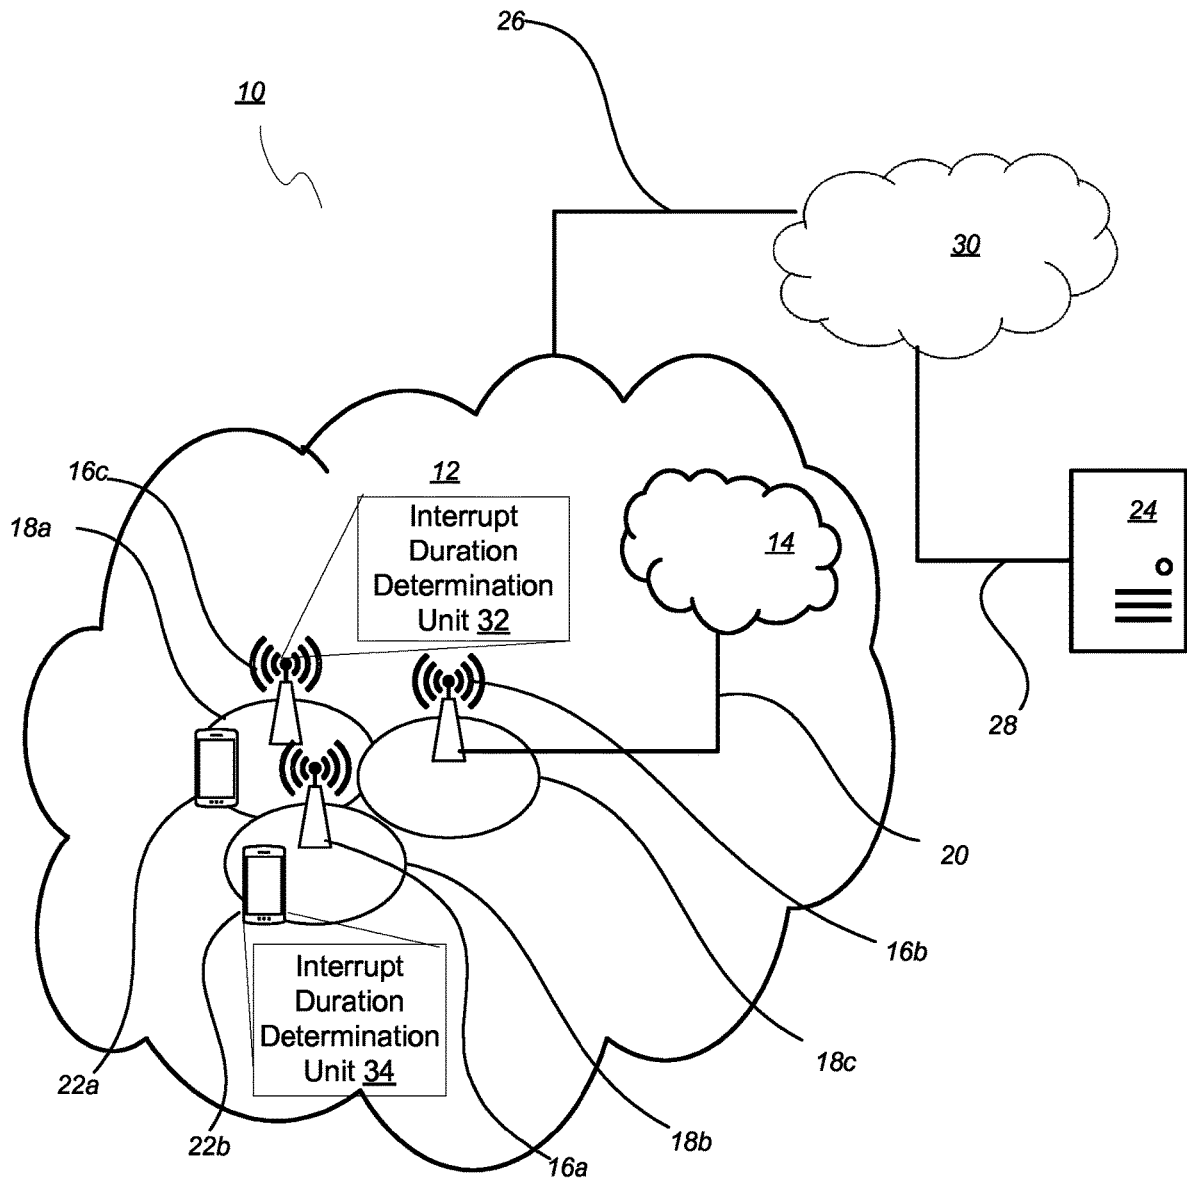 26
10
30
16c
12
18a
Interrupt
Duration
Determination
Unit 32
14
24
28
20
16b
Interrupt
Duration
Determination
Unit 34
18c
22a
22b
18b
16a